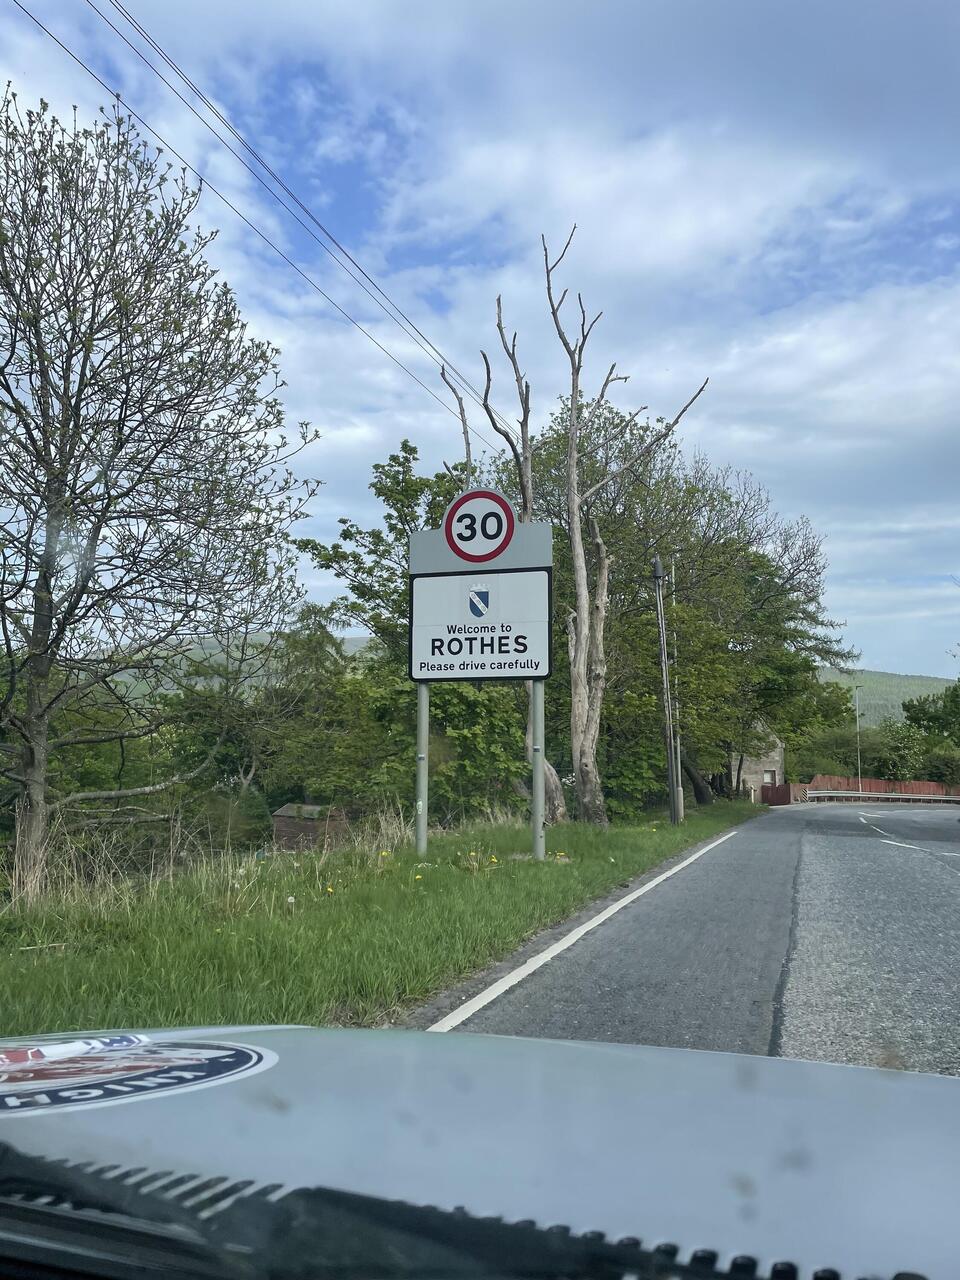 30
Welcome to
ROTHES
Please drive carefully